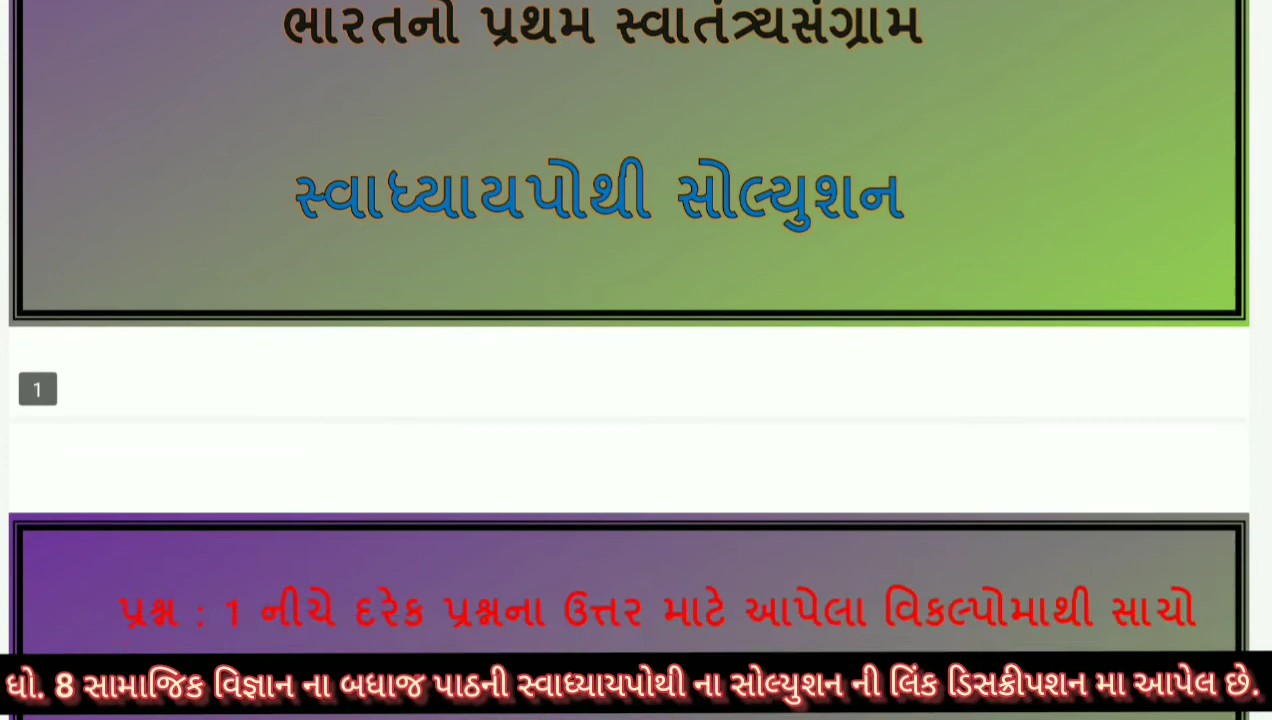 ભારતનો પ્રથમ સ્વાતંત્ર્યસંગ્રામ
સ્વાધ્યાયપોથી સોલ્યુશન
1
પ્રશ્ન : 1 નીચે દરેક પ્રશ્નના ઉત્તર માટે આપેલા વિકલ્પોમાથી સાચો
ધો. 8 સામાજિક વિજ્ઞાન ના બધાજ પાઠની સ્વાધ્યાયપોથી ના સોલ્યુશન ની લિંક ડિસક્રીપશન મા આપેલ છે.